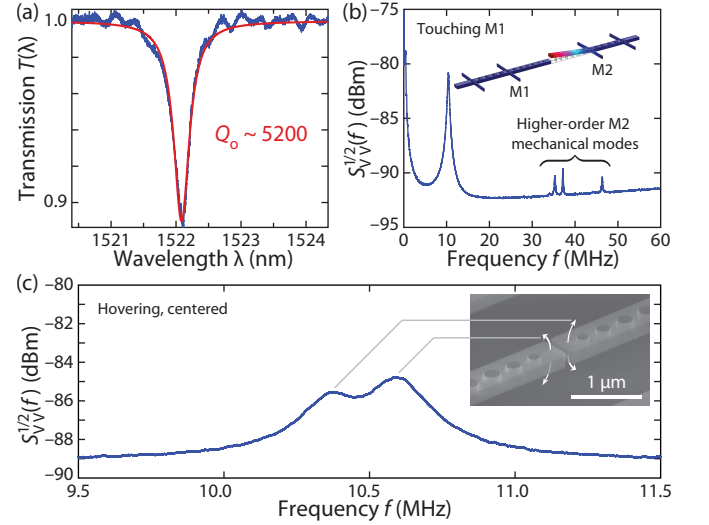 (a)
1.0
0.9
Transmission T(λ)
Qo ~ 5200
1521 1522 1523 1524
Wavelength λ (nm)
(b)
−75
−80
−85
−90
−95
S_VV^1/2(f) (dBm)
Touching M1
M1
M2
Higher-order M2
mechanical modes
0 10 20 30 40 50 60
Frequency f (MHz)
(c)
−80
−82
−84
−86
−88
−90
S_VV^1/2(f) (dBm)
Hovering, centered
1 μm
9.5 10.0 10.5 11.0 11.5
Frequency f (MHz)